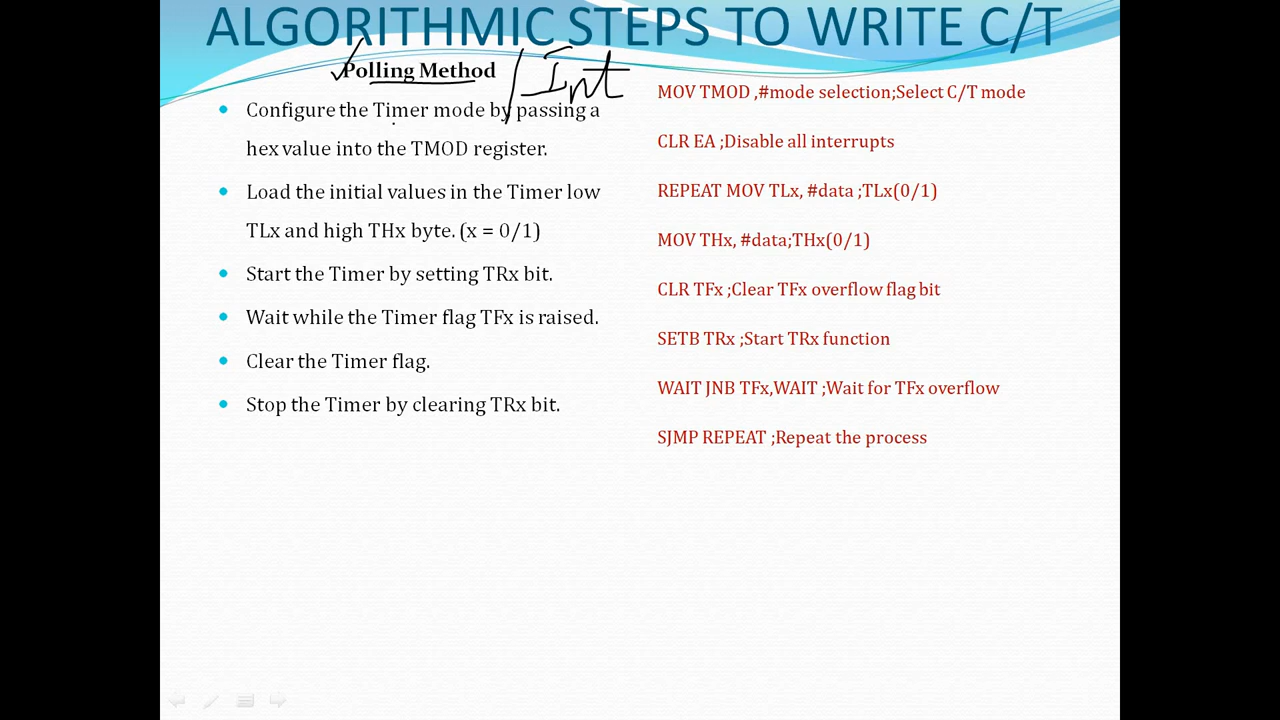 ALGORITHMIC STEPS TO WRITE C/T
Polling Method / Int
• Configure the Timer mode by passing a
hex value into the TMOD register.
• Load the initial values in the Timer low
TLx and high THx byte. (x = 0/1)
• Start the Timer by setting TRx bit.
• Wait while the Timer flag TFx is raised.
• Clear the Timer flag.
• Stop the Timer by clearing TRx bit.
MOV TMOD ,#mode selection;Select C/T mode
CLR EA ;Disable all interrupts
REPEAT MOV TLx, #data ;TLx(0/1)
MOV THx, #data;THx(0/1)
CLR TFx ;Clear TFx overflow flag bit
SETB TRx ;Start TRx function
WAIT JNB TFx,WAIT ;Wait for TFx overflow
SJMP REPEAT ;Repeat the process